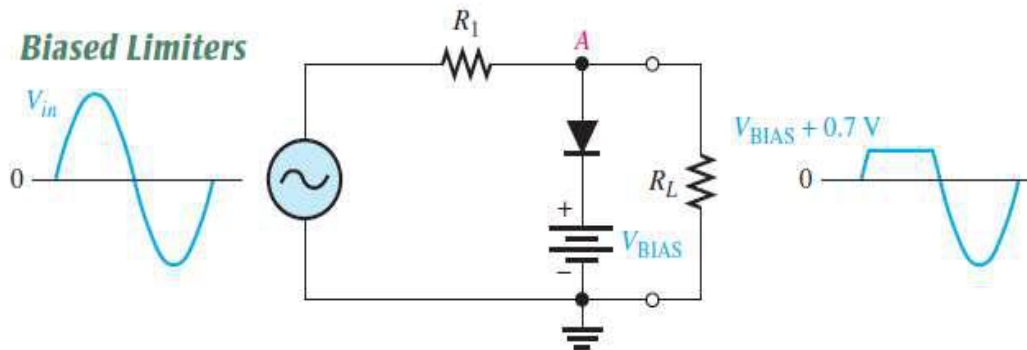 Biased Limiters
R1
A
Vin
0
+
VBIAS
−
RL
VBIAS + 0.7 V
0